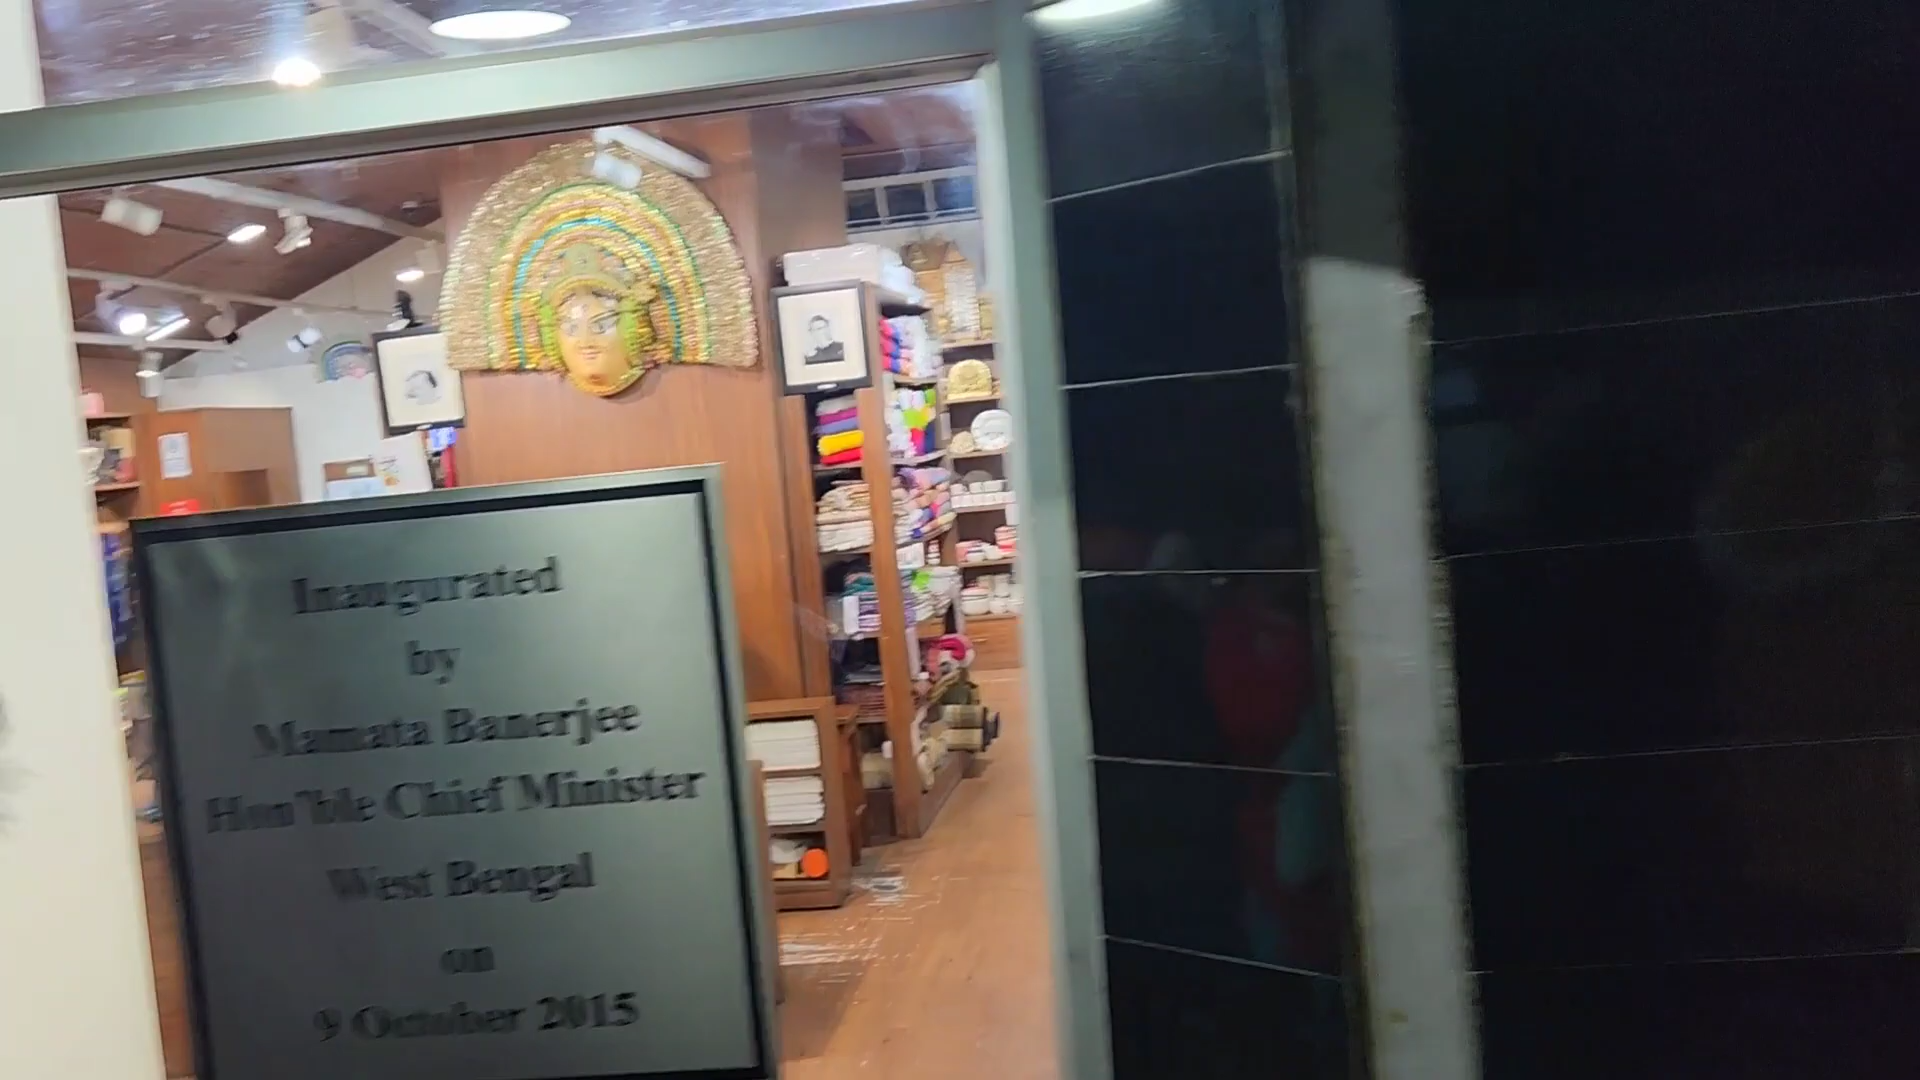 Inaugurated
by
Mamata Banerjee
Hon'ble Chief Minister
West Bengal
on
9 October 2015